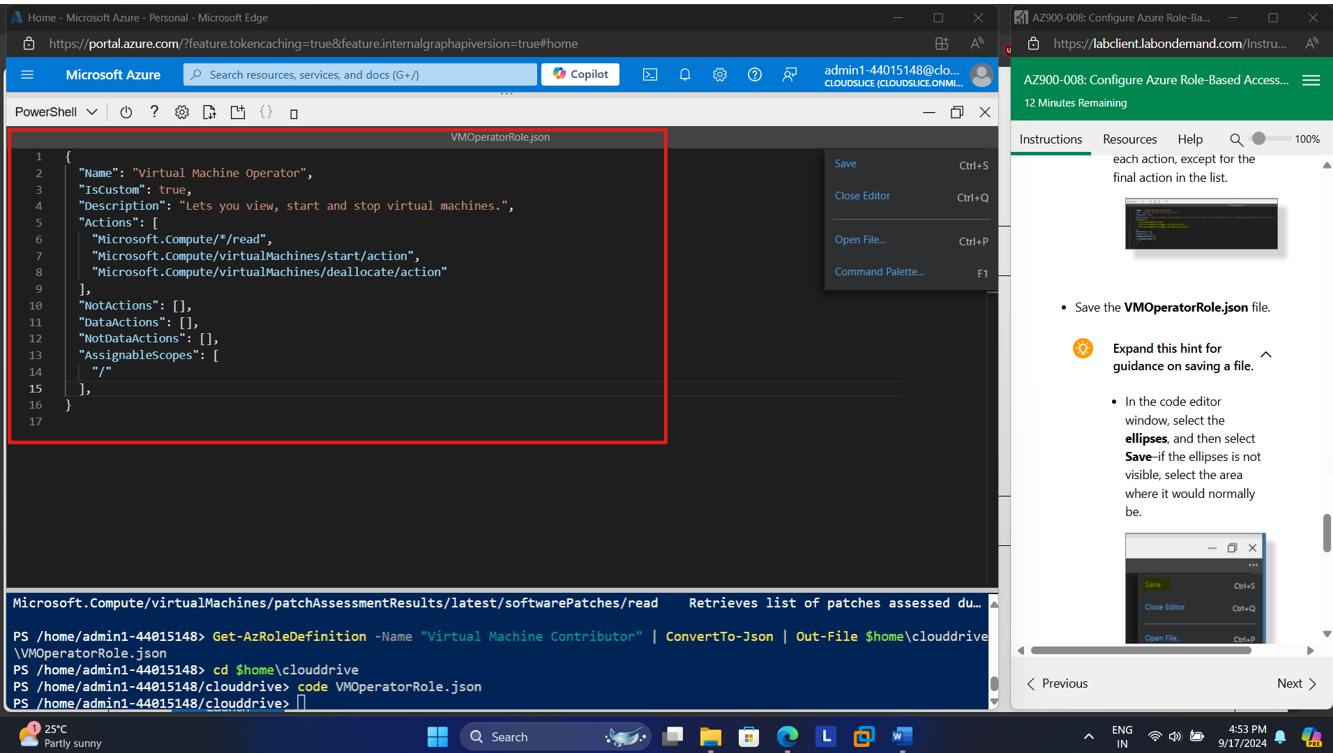 Home - Microsoft Azure - Personal - Microsoft Edge
https://portal.azure.com/?feature.tokencaching=true&feature.internalgraphapiversion=true#home
Microsoft Azure
Search resources, services, and docs (G+/)
Copilot
admin1-44015148@clo...
CLOUDSLICE (CLOUDSLICE.ONMI...
PowerShell
VMOperatorRole.json
1 {
2 "Name": "Virtual Machine Operator",
3 "IsCustom": true,
4 "Description": "Lets you view, start and stop virtual machines.",
5 "Actions": [
6 "Microsoft.Compute/*/read",
7 "Microsoft.Compute/virtualMachines/start/action",
8 "Microsoft.Compute/virtualMachines/deallocate/action"
9 ],
10 "NotActions": [],
11 "DataActions": [],
12 "NotDataActions": [],
13 "AssignableScopes": [
14 "/"
15 ],
16 }
17
Save Ctrl+S
Close Editor Ctrl+Q
Open File... Ctrl+P
Command Palette... F1
Microsoft.Compute/virtualMachines/patchAssessmentResults/latest/softwarePatches/read Retrieves list of patches assessed du…
PS /home/admin1-44015148> Get-AzRoleDefinition -Name "Virtual Machine Contributor" | ConvertTo-Json | Out-File $home\clouddrive
\VMOperatorRole.json
PS /home/admin1-44015148> cd $home\clouddrive
PS /home/admin1-44015148/clouddrive> code VMOperatorRole.json
PS /home/admin1-44015148/clouddrive>
AZ900-008: Configure Azure Role-Ba...
https://labclient.labondemand.com/Instru...
AZ900-008: Configure Azure Role-Based Access...
12 Minutes Remaining
Instructions Resources Help 100%
each action, except for the
final action in the list.
• Save the VMOperatorRole.json file.
Expand this hint for
guidance on saving a file.
• In the code editor
window, select the
ellipses, and then select
Save–if the ellipses is not
visible, select the area
where it would normally
be.
Save Ctrl+S
Close Editor Ctrl+Q
Open File... Ctrl+P
Previous Next
1
25°C
Partly sunny
Search
ENG
IN
4:53 PM
9/17/2024